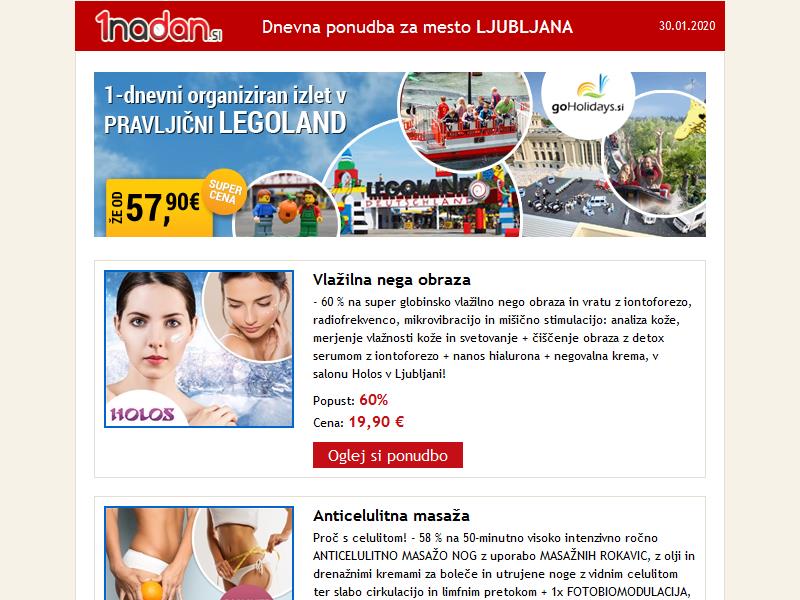 1nadan.si
Dnevna ponudba za mesto LJUBLJANA
30.01.2020
1-dnevni organiziran izlet v
PRAVLJIČNI LEGOLAND
goHolidays.si
ŽE OD
57,90€
SUPER
CENA
LEGOLAND
DEUTSCHLAND
Vlažilna nega obraza
- 60 % na super globinsko vlažilno nego obraza in vratu z iontoforezo,
radiofrekvenco, mikrovibracijo in mišično stimulacijo: analiza kože,
merjenje vlažnosti kože in svetovanje + čiščenje obraza z detox
serumom z iontoforezo + nanos hialurona + negovalna krema, v
salonu Holos v Ljubljani!
HOLOS
Popust: 60%
Cena: 19,90 €
Oglej si ponudbo
Anticelulitna masaža
Proč s celulitom! - 58 % na 50-minutno visoko intenzivno ročno
ANTICELULITNO MASAŽO NOG z uporabo MASAŽNIH ROKAVIC, z olji in
drenažnimi kremami za boleče in utrujene noge z vidnim celulitom
ter slabo cirkulacijo in limfnim pretokom + 1x FOTOBIOMODULACIJA,